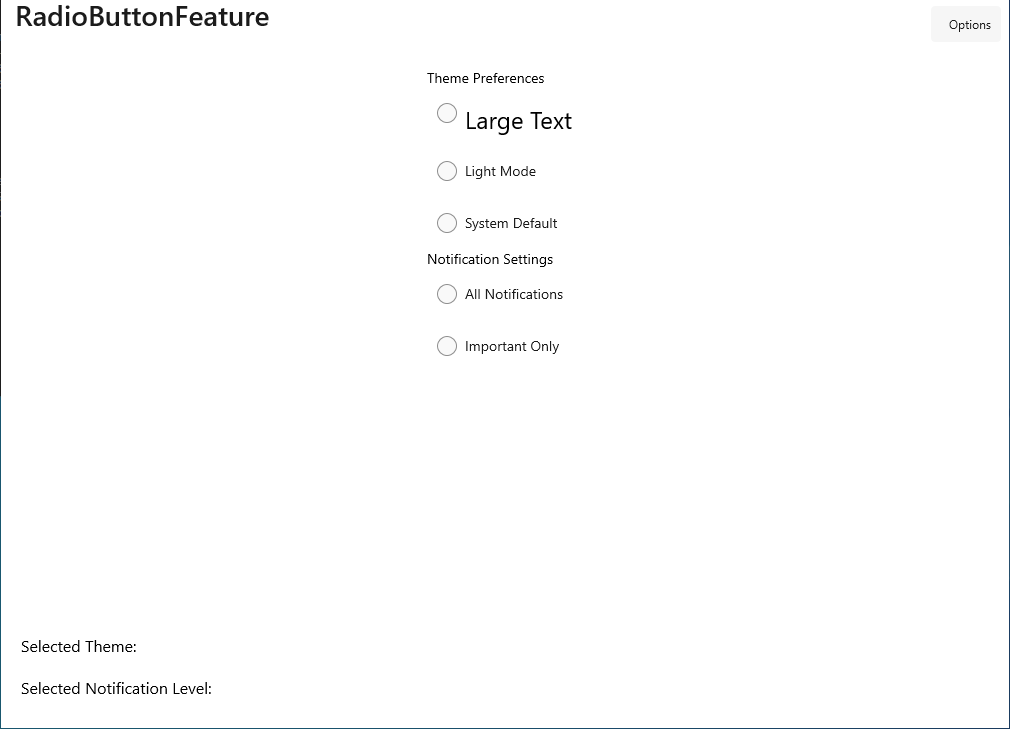 RadioButtonFeature
Options
Theme Preferences
Large Text
Light Mode
System Default
Notification Settings
All Notifications
Important Only
Selected Theme:
Selected Notification Level: